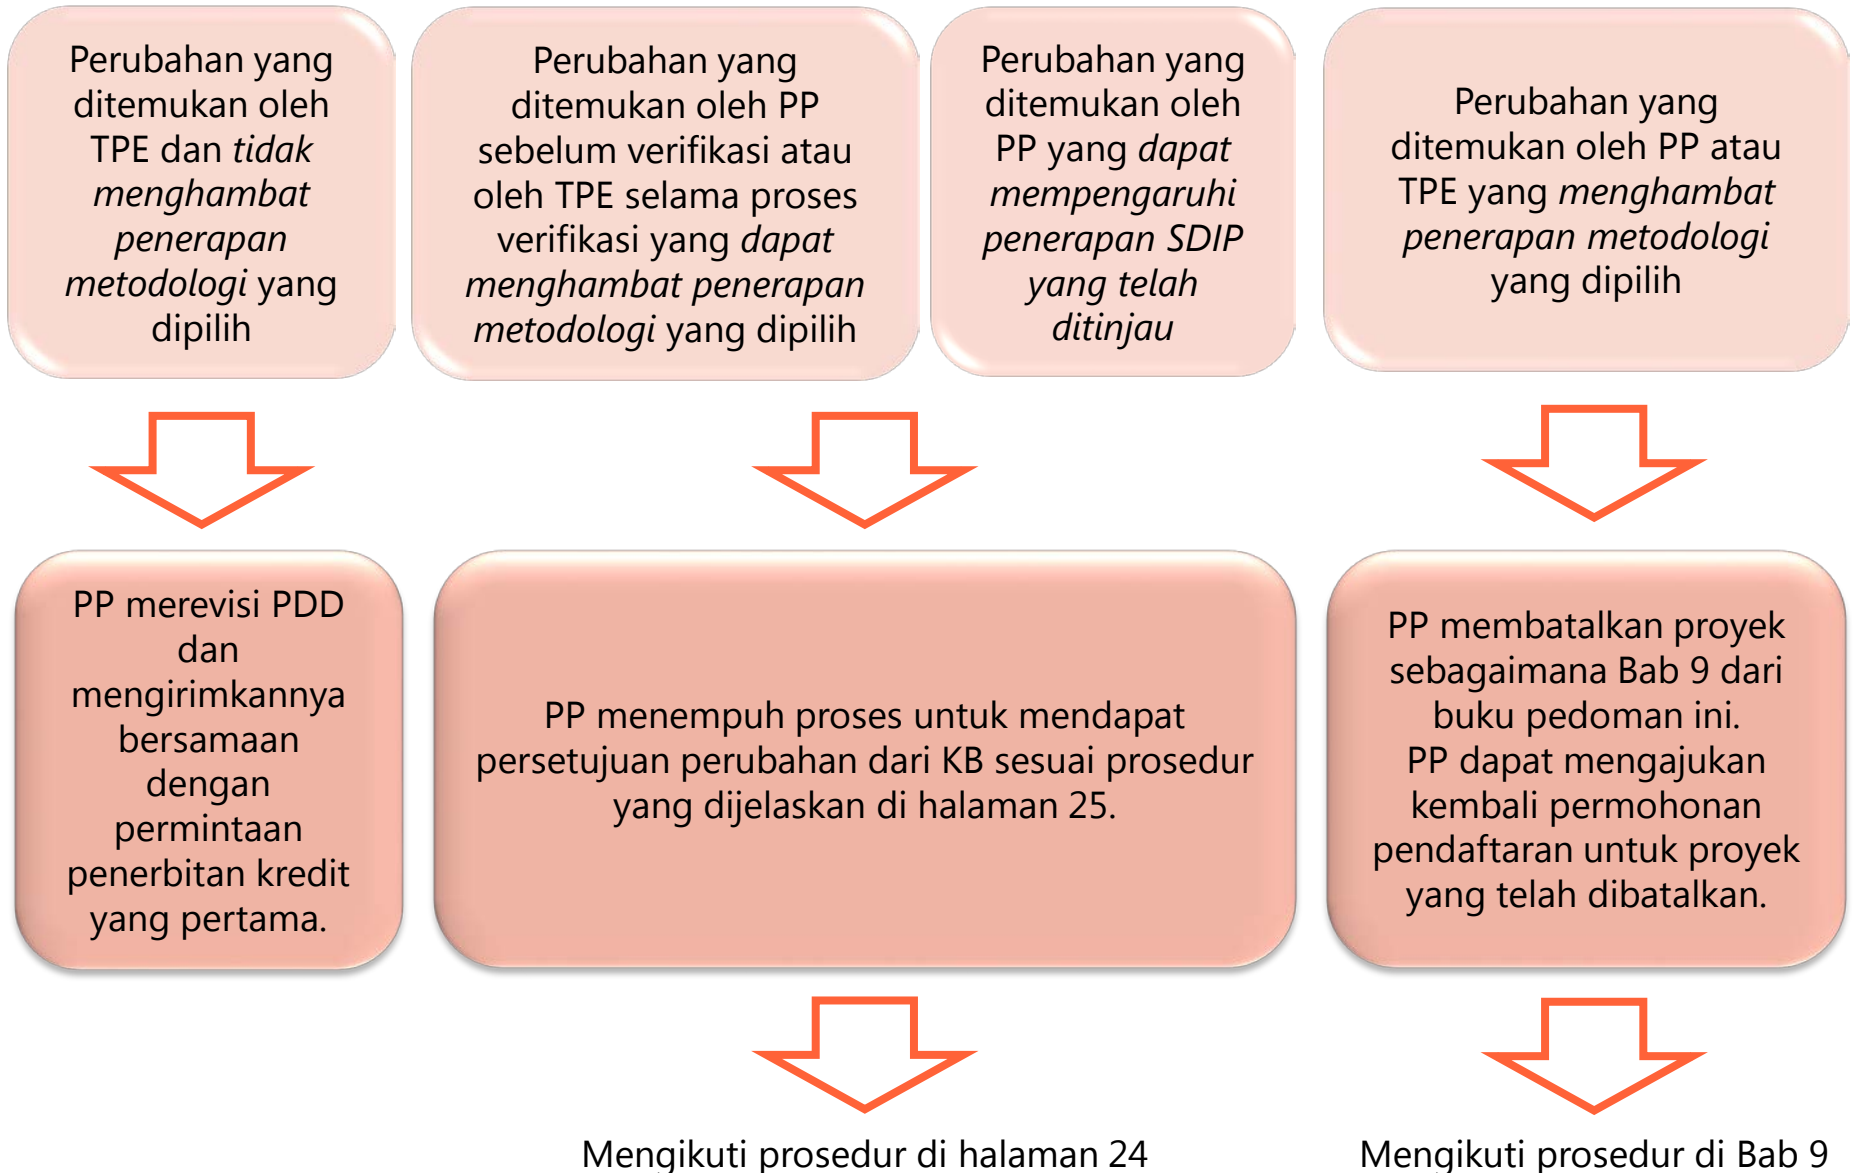 Perubahan yang
ditemukan oleh
TPE dan tidak
menghambat
penerapan
metodologi yang
dipilih
Perubahan yang
ditemukan oleh PP
sebelum verifikasi atau
oleh TPE selama proses
verifikasi yang dapat
menghambat penerapan
metodologi yang dipilih
Perubahan yang
ditemukan oleh
PP yang dapat
mempengaruhi
penerapan SDIP
yang telah
ditinjau
Perubahan yang
ditemukan oleh PP atau
TPE yang menghambat
penerapan metodologi
yang dipilih
PP merevisi PDD
dan
mengirimkannya
bersamaan
dengan
permintaan
penerbitan kredit
yang pertama.
PP menempuh proses untuk mendapat
persetujuan perubahan dari KB sesuai prosedur
yang dijelaskan di halaman 25.
PP membatalkan proyek
sebagaimana Bab 9 dari
buku pedoman ini.
PP dapat mengajukan
kembali permohonan
pendaftaran untuk proyek
yang telah dibatalkan.
Mengikuti prosedur di halaman 24
Mengikuti prosedur di Bab 9